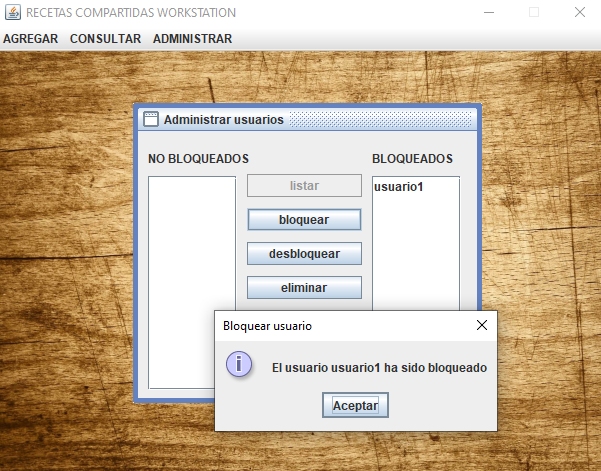 RECETAS COMPARTIDAS WORKSTATION
AGREGAR CONSULTAR ADMINISTRAR
Administrar usuarios
NO BLOQUEADOS
BLOQUEADOS
listar
usuario1
bloquear
desbloquear
eliminar
Bloquear usuario
El usuario usuario1 ha sido bloqueado
Aceptar